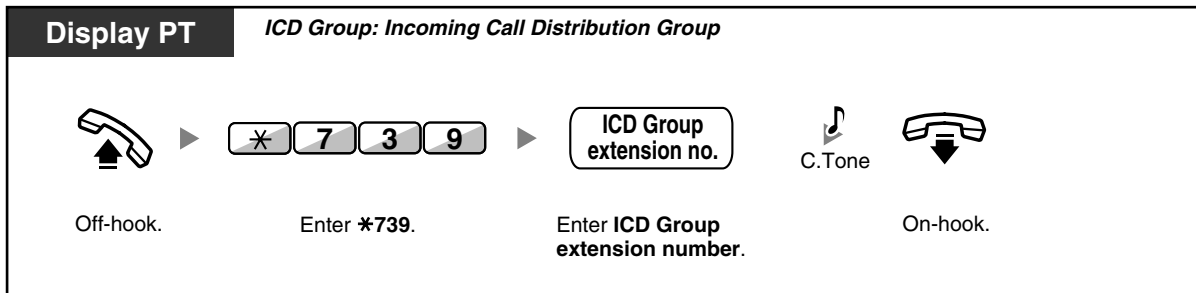 Display PT
ICD Group: Incoming Call Distribution Group
* 7 3 9
ICD Group
extension no.
C.Tone
Off-hook.
Enter *739.
Enter ICD Group
extension number.
On-hook.